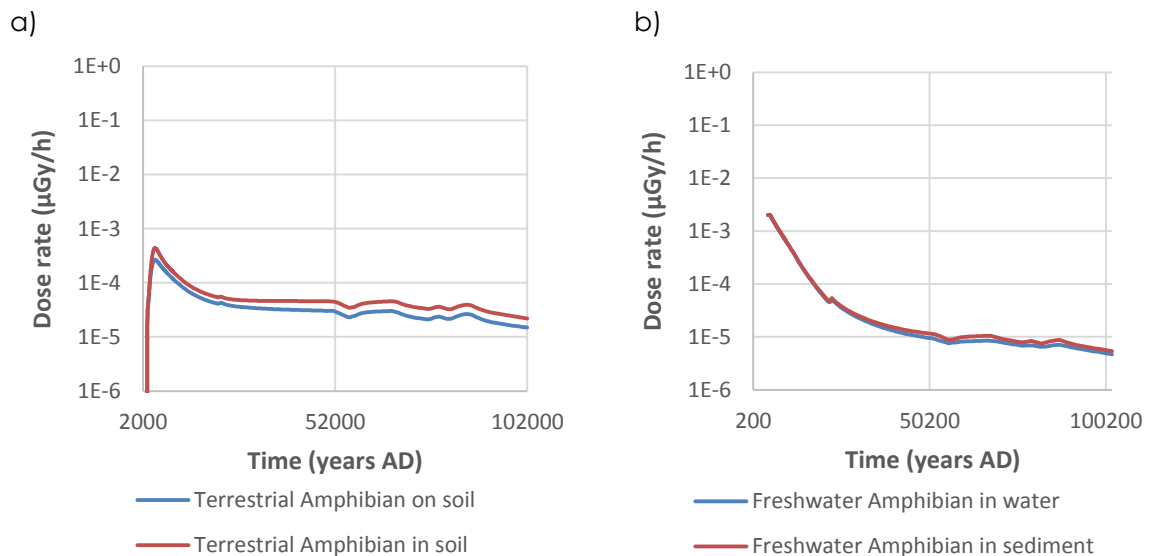 a)
1E+0
1E-1
1E-2
1E-3
1E-4
1E-5
1E-6
Dose rate (µGy/h)
2000 52000 102000
Time (years AD)
Terrestrial Amphibian on soil
Terrestrial Amphibian in soil
b)
1E+0
1E-1
1E-2
1E-3
1E-4
1E-5
1E-6
Dose rate (µGy/h)
200 50200 100200
Time (years AD)
Freshwater Amphibian in water
Freshwater Amphibian in sediment